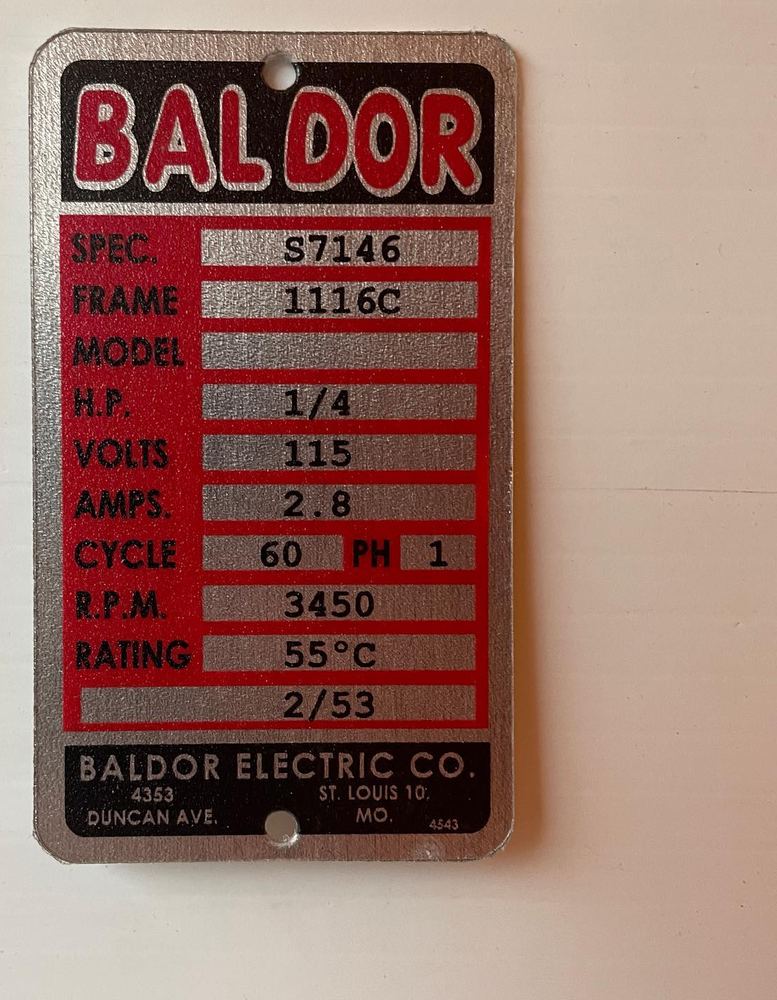 BALDOR
SPEC. S7146
FRAME 1116C
MODEL
H.P. 1/4
VOLTS 115
AMPS. 2.8
CYCLE 60 PH 1
R.P.M. 3450
RATING 55°C
2/53
BALDOR ELECTRIC CO.
4353 ST. LOUIS 10,
DUNCAN AVE. MO. 4543